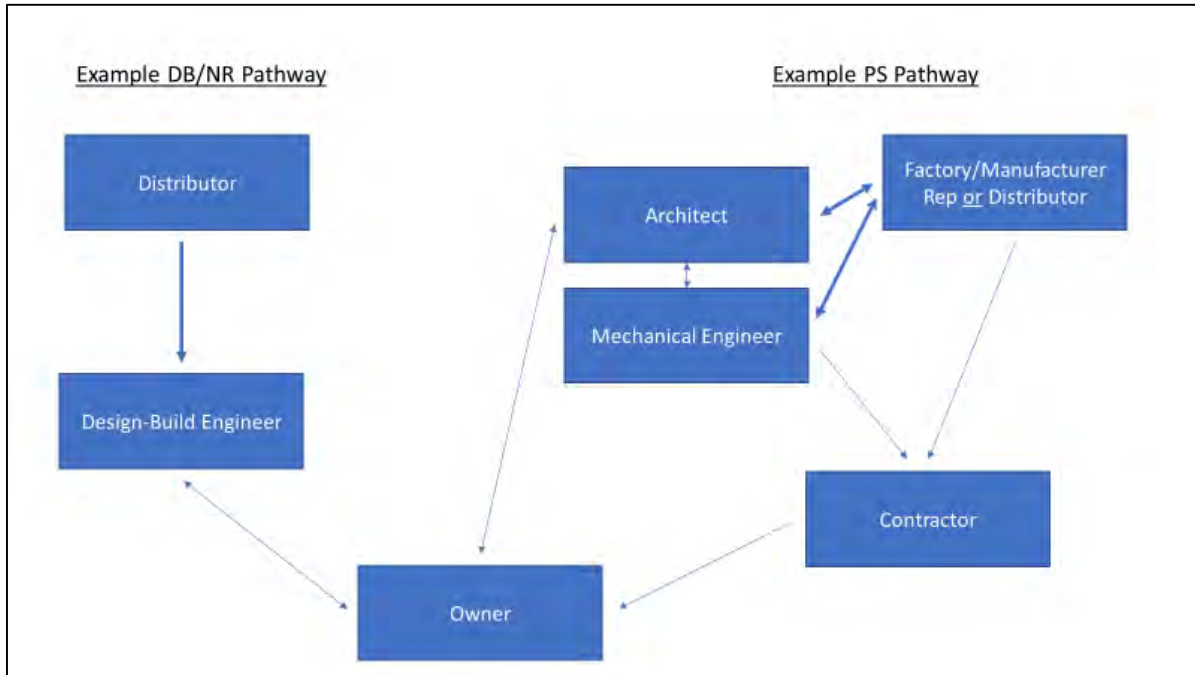 Example DB/NR Pathway
Example PS Pathway
Distributor
Architect
Factory/Manufacturer
Rep or Distributor
Mechanical Engineer
Design-Build Engineer
Contractor
Owner